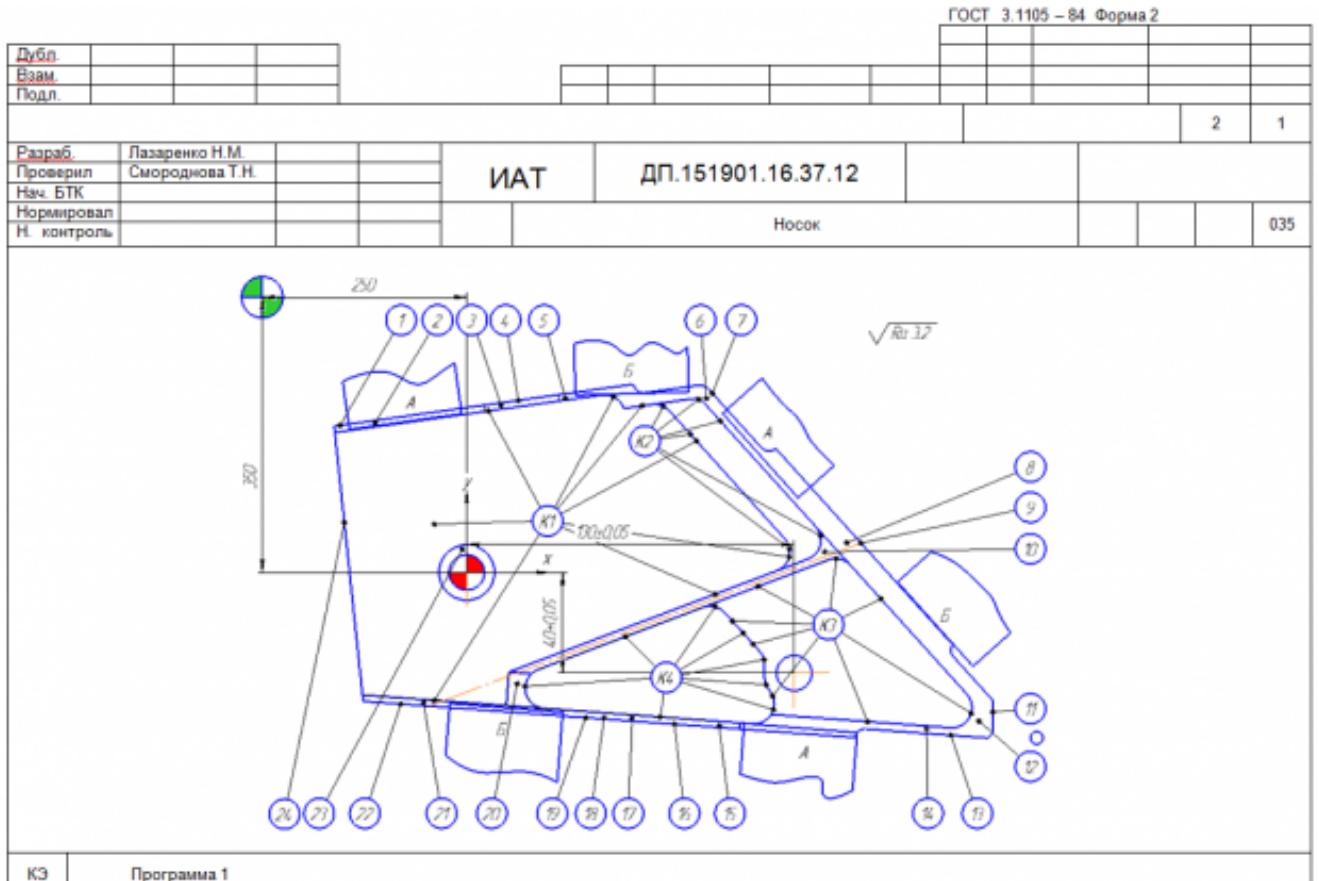 ГОСТ 3.1105 – 84 Форма 2
Дубл.
Взам.
Подл.
2 1
Разраб. Лазаренко Н.М.
Проверил Смороднова Т.Н.
Нач. БТК
Нормировал
Н. контроль
ИАТ ДП.151901.16.37.12
Носок 035
250
1 2 3 4 5 6 7
√Ra 3,2
А Б
К2 А
350
у
8
9
10
К1 130±0,05
х
40±0,05
К3 Б
К4
11
12
Б А
24 23 22 21 20 19 18 17 16 15 14 13
КЭ Программа 1